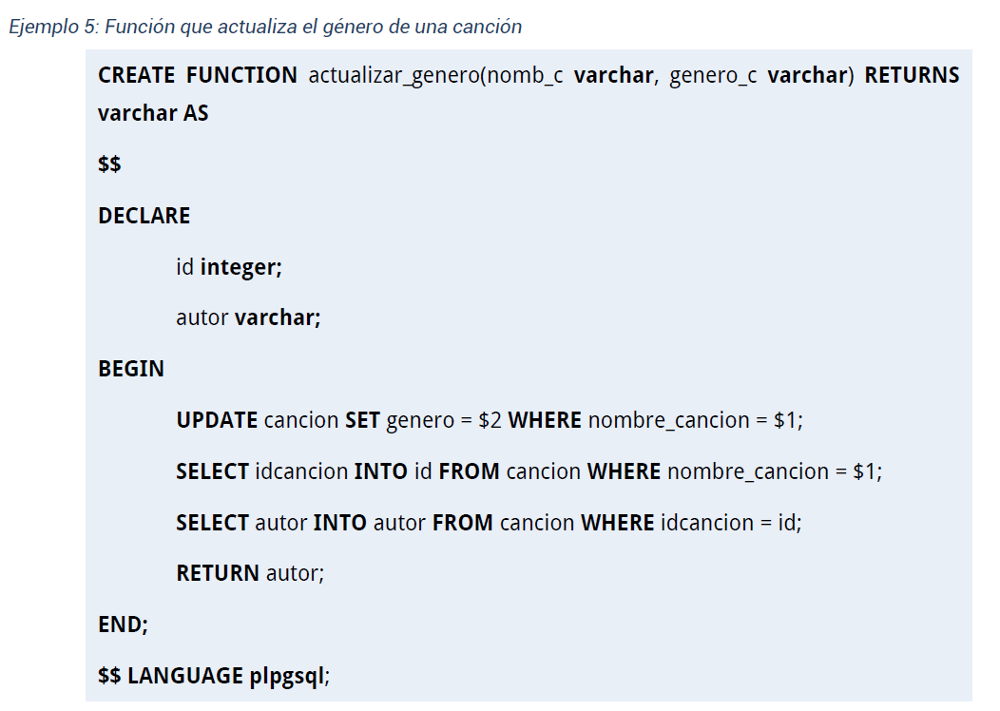 Ejemplo 5: Función que actualiza el género de una canción
CREATE FUNCTION actualizar_genero(nomb_c varchar, genero_c varchar) RETURNS
varchar AS
$$
DECLARE
id integer;
autor varchar;
BEGIN
UPDATE cancion SET genero = $2 WHERE nombre_cancion = $1;
SELECT idcancion INTO id FROM cancion WHERE nombre_cancion = $1;
SELECT autor INTO autor FROM cancion WHERE idcancion = id;
RETURN autor;
END;
$$ LANGUAGE plpgsql;